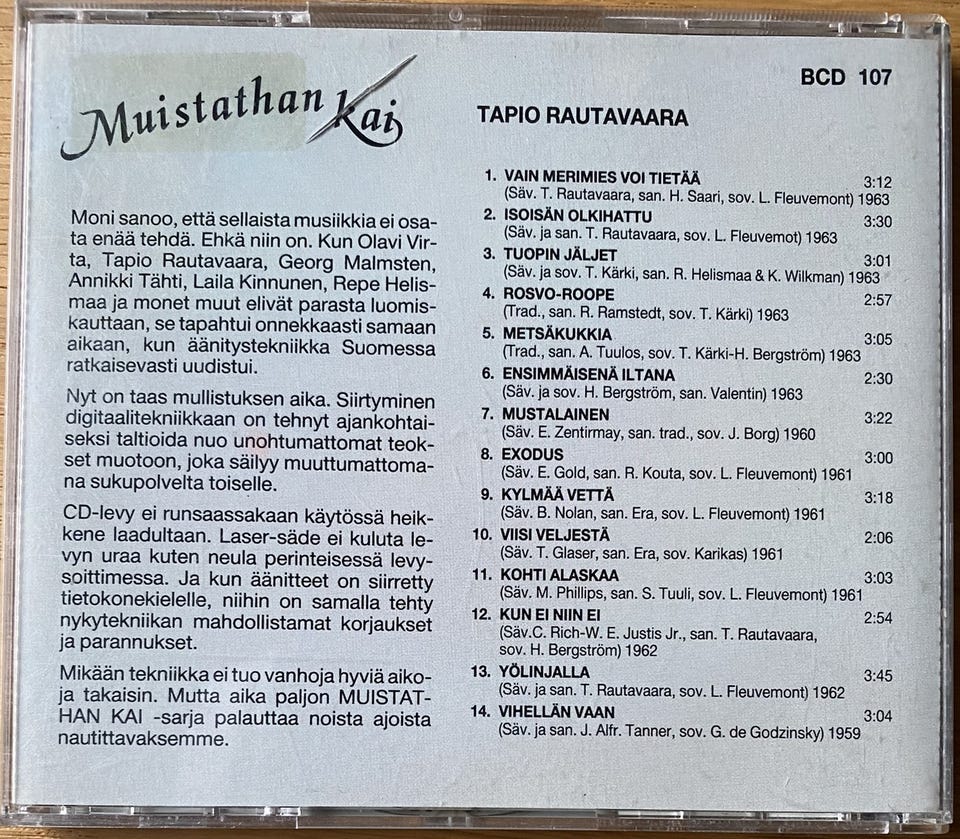 Muistathan Kai
Moni sanoo, että sellaista musiikkia ei osa-
ta enää tehdä. Ehkä niin on. Kun Olavi Vir-
ta, Tapio Rautavaara, Georg Malmsten,
Annikki Tähti, Laila Kinnunen, Repe Helis-
maa ja monet muut elivät parasta luomis-
kauttaan, se tapahtui onnekkaasti samaan
aikaan, kun äänitystekniikka Suomessa
ratkaisevasti uudistui.
Nyt on taas mullistuksen aika. Siirtyminen
digitaalitekniikkaan on tehnyt ajankohtai-
seksi taltioida nuo unohtumattomat teok-
set muotoon, joka säilyy muuttumattoma-
na sukupolvelta toiselle.
CD-levy ei runsaassakaan käytössä heik-
kene laadultaan. Laser-säde ei kuluta le-
vyn uraa kuten neula perinteisessä levy-
soittimessa. Ja kun äänitteet on siirretty
tietokonekielelle, niihin on samalla tehty
nykytekniikan mahdollistamat korjaukset
ja parannukset.
Mikään tekniikka ei tuo vanhoja hyviä aiko-
ja takaisin. Mutta aika paljon MUISTAT-
HAN KAI -sarja palauttaa noista ajoista
nautittavaksemme.
BCD 107
TAPIO RAUTAVAARA
1. VAIN MERIMIES VOI TIETÄÄ 3:12
(Säv. T. Rautavaara, san. H. Saari, sov. L. Fleuvemont) 1963
2. ISOISÄN OLKIHATTU 3:30
(Säv. ja san. T. Rautavaara, sov. L. Fleuvemot) 1963
3. TUOPIN JÄLJET 3:01
(Säv. ja sov. T. Kärki, san. R. Helismaa & K. Wilkman) 1963
4. ROSVO-ROOPE 2:57
(Trad., san. R. Ramstedt, sov. T. Kärki) 1963
5. METSÄKUKKIA 3:05
(Trad., san. A. Tuulos, sov. T. Kärki-H. Bergström) 1963
6. ENSIMMÄISENÄ ILTANA 2:30
(Säv. ja sov. H. Bergström, san. Valentin) 1963
7. MUSTALAINEN 3:22
(Säv. E. Zentirmay, san. trad., sov. J. Borg) 1960
8. EXODUS 3:00
(Säv. E. Gold, san. R. Kouta, sov. L. Fleuvemont) 1961
9. KYLMÄÄ VETTÄ 3:18
(Säv. B. Nolan, san. Era, sov. L. Fleuvemont) 1961
10. VIISI VELJESTÄ 2:06
(Säv. T. Glaser, san. Era, sov. Karikas) 1961
11. KOHTI ALASKAA 3:03
(Säv. M. Phillips, san. S. Tuuli, sov. L. Fleuvemont) 1961
12. KUN EI NIIN EI 2:54
(Säv.C. Rich-W. E. Justis Jr., san. T. Rautavaara,
sov. H. Bergström) 1962
13. YÖLINJALLA 3:45
(Säv. ja san. T. Rautavaara, sov. L. Fleuvemont) 1962
14. VIHELLÄN VAAN 3:04
(Säv. ja san. J. Alfr. Tanner, sov. G. de Godzinsky) 1959